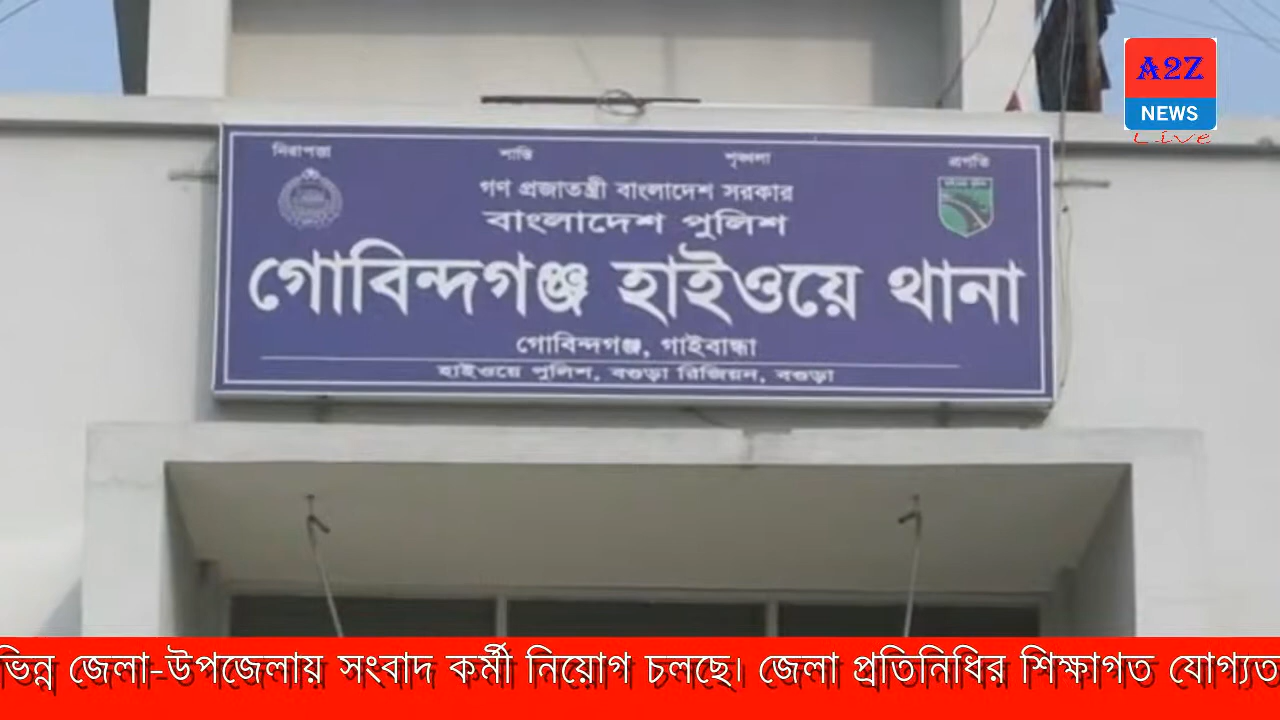 A2Z
NEWS
Live
নিরাপত্তা শান্তি শৃঙ্খলা প্রগতি
গণ প্রজাতন্ত্রী বাংলাদেশ সরকার
বাংলাদেশ পুলিশ
গোবিন্দগঞ্জ হাইওয়ে থানা
গোবিন্দগঞ্জ, গাইবান্ধা
হাইওয়ে পুলিশ, বগুড়া রিজিয়ন, বগুড়া
ভিন্ন জেলা-উপজেলায় সংবাদ কর্মী নিয়োগ চলছে। জেলা প্রতিনিধির শিক্ষাগত যোগ্যত